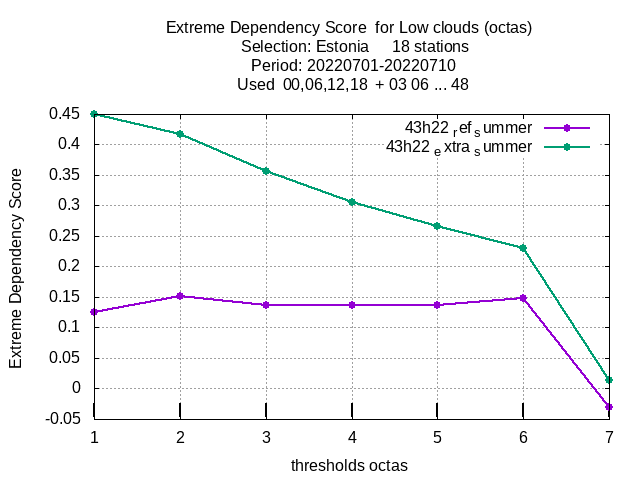 Extreme Dependency Score for Low clouds (octas)
Selection: Estonia 18 stations
Period: 20220701-20220710
Used 00,06,12,18 + 03 06 ... 48
43h22 ref summer
43h22 extra summer
Extreme Dependency Score
0.45
0.4
0.35
0.3
0.25
0.2
0.15
0.1
0.05
0
-0.05
1 2 3 4 5 6 7
thresholds octas